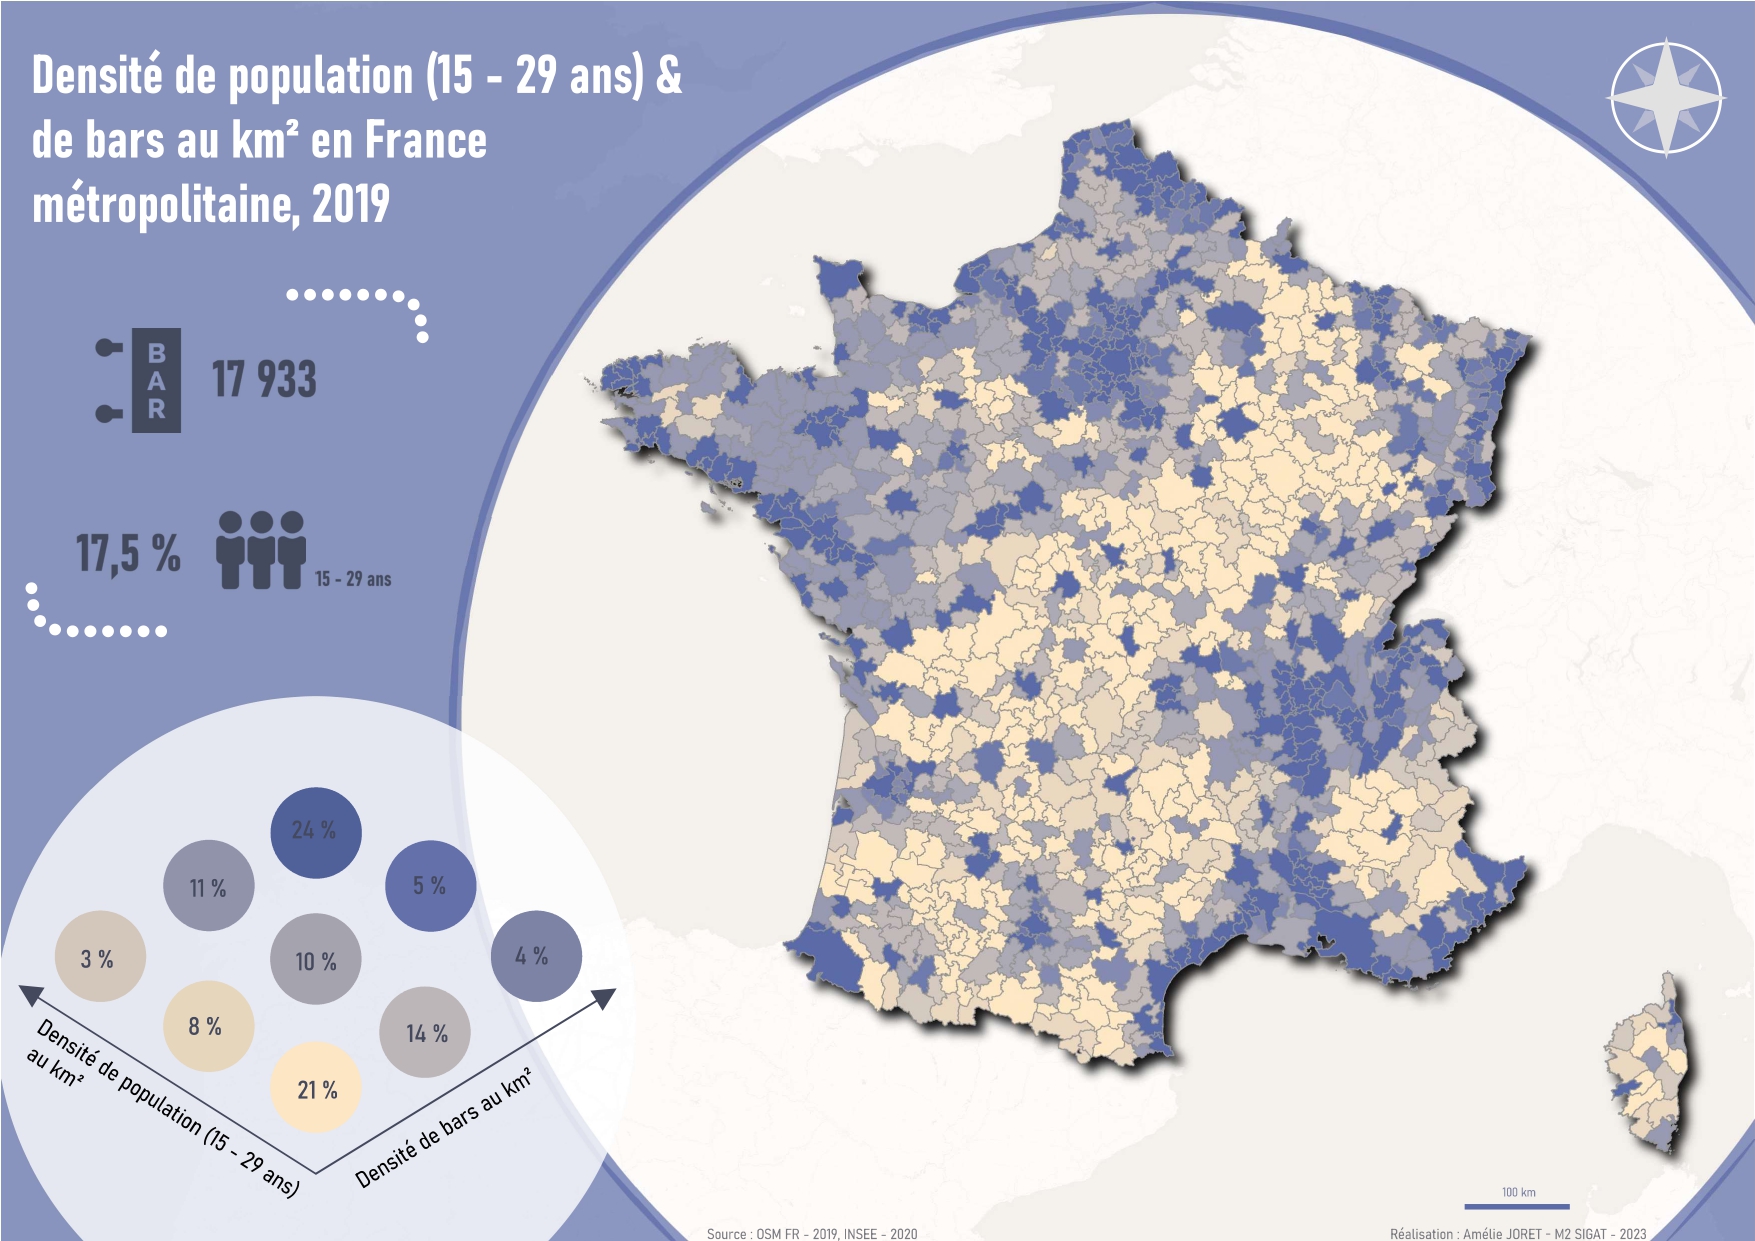 Densité de population (15 - 29 ans) &
de bars au km² en France
métropolitaine, 2019
BAR
17 933
17,5 %
15 - 29 ans
24 %
11 %
5 %
3 %
10 %
4 %
8 %
14 %
21 %
Densité de population (15 - 29 ans)
au km²
Densité de bars au km²
100 km
Source : OSM FR - 2019, INSEE - 2020
Réalisation : Amélie JORET - M2 SIGAT - 2023